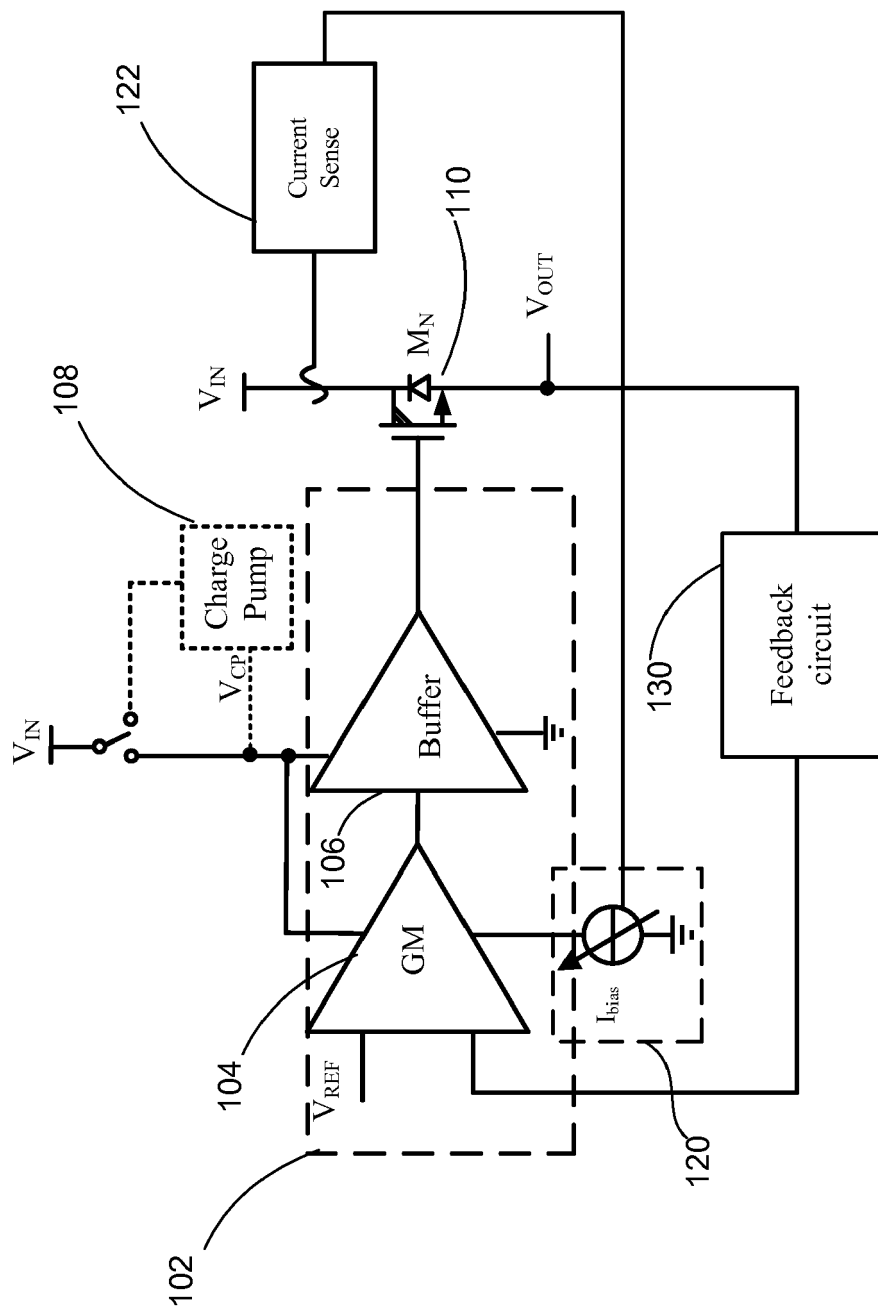 V_IN
108
Charge
Pump
V_CP
V_IN
122
Current
Sense
102
104
V_REF
GM
106
Buffer
M_N
110
V_OUT
I_bias
120
130
Feedback
circuit